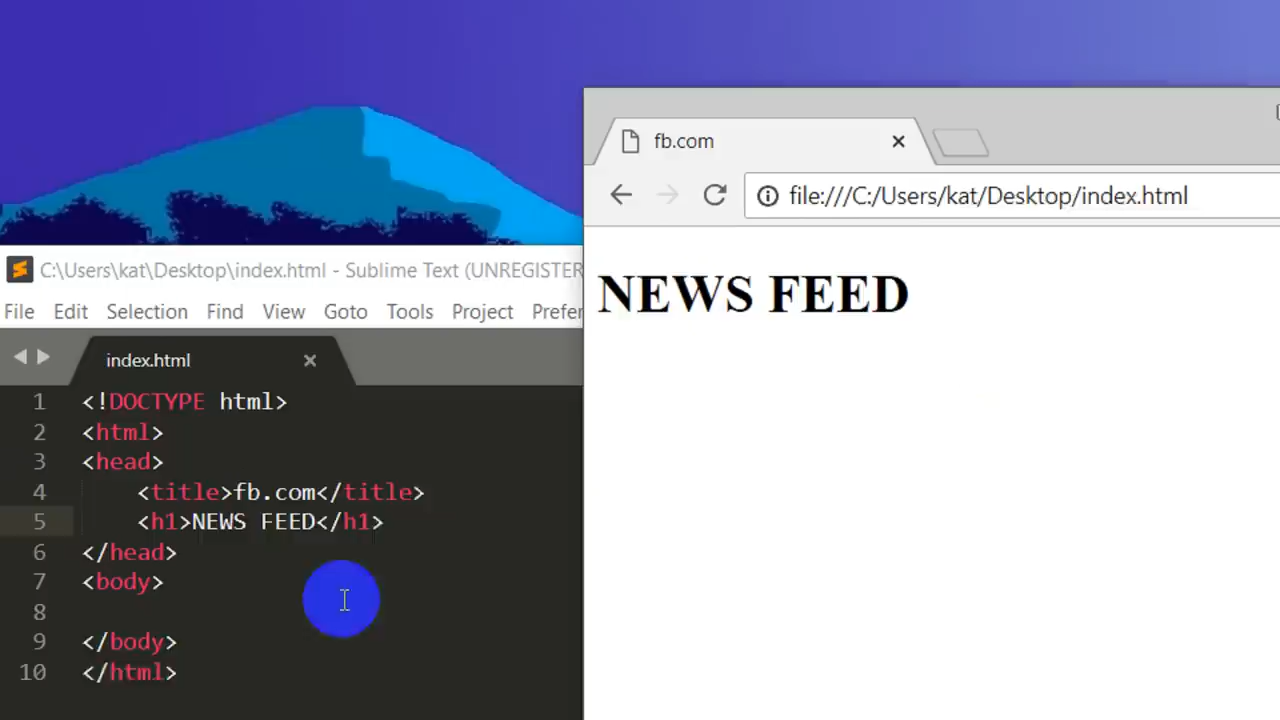 fb.com
file:///C:/Users/kat/Desktop/index.html
NEWS FEED
C:\Users\kat\Desktop\index.html - Sublime Text (UNREGISTER
File Edit Selection Find View Goto Tools Project Prefer
index.html
1 <!DOCTYPE html>
2 <html>
3 <head>
4 <title>fb.com</title>
5 <h1>NEWS FEED</h1>
6 </head>
7 <body>
8
9 </body>
10 </html>